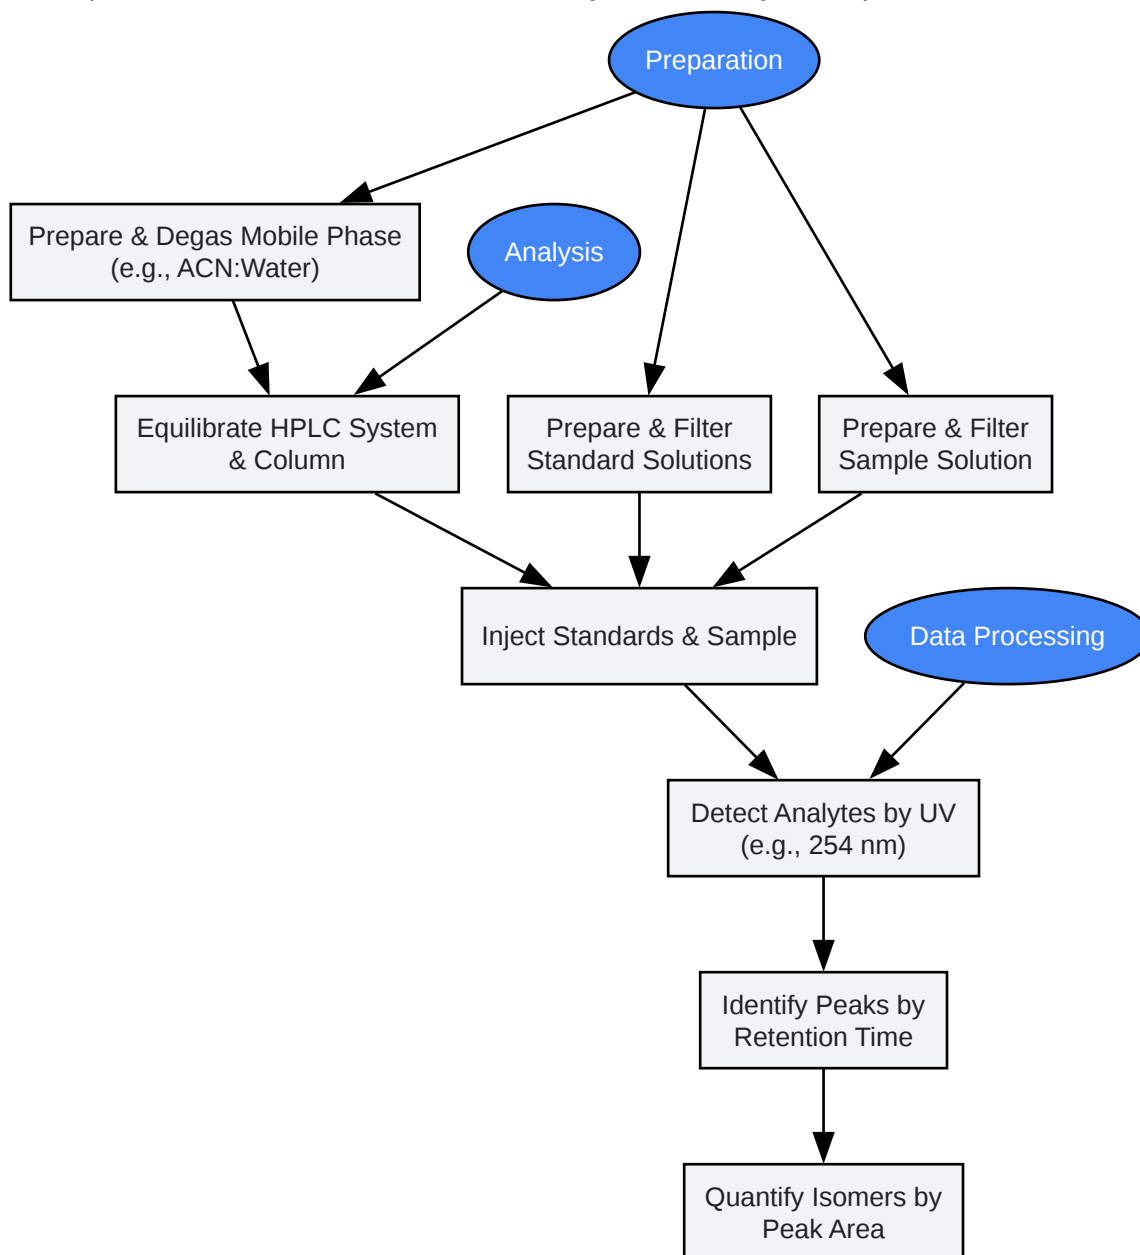 Preparation
Prepare & Degas Mobile Phase
(e.g., ACN:Water)
Analysis
Equilibrate HPLC System
& Column
Prepare & Filter
Standard Solutions
Prepare & Filter
Sample Solution
Inject Standards & Sample
Data Processing
Detect Analytes by UV
(e.g., 254 nm)
Identify Peaks by
Retention Time
Quantify Isomers by
Peak Area